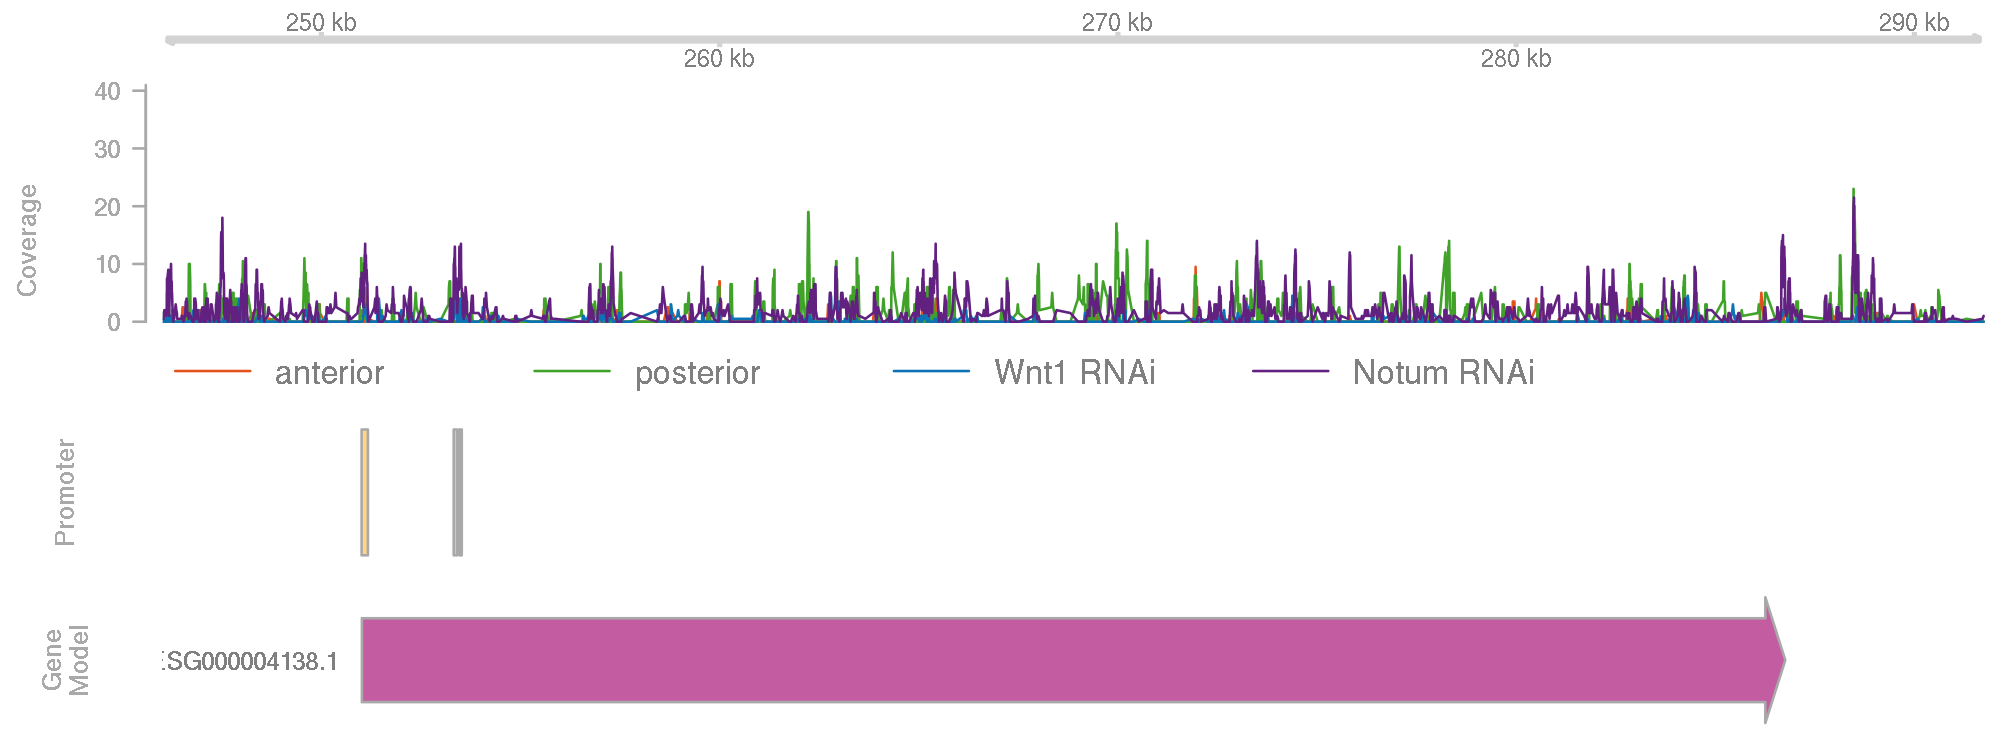 250 kb 270 kb 290 kb
260 kb 280 kb
40
30
20
10
0
Coverage
anterior posterior Wnt1 RNAi Notum RNAi
Promoter
Gene
Model
SG000004138.1